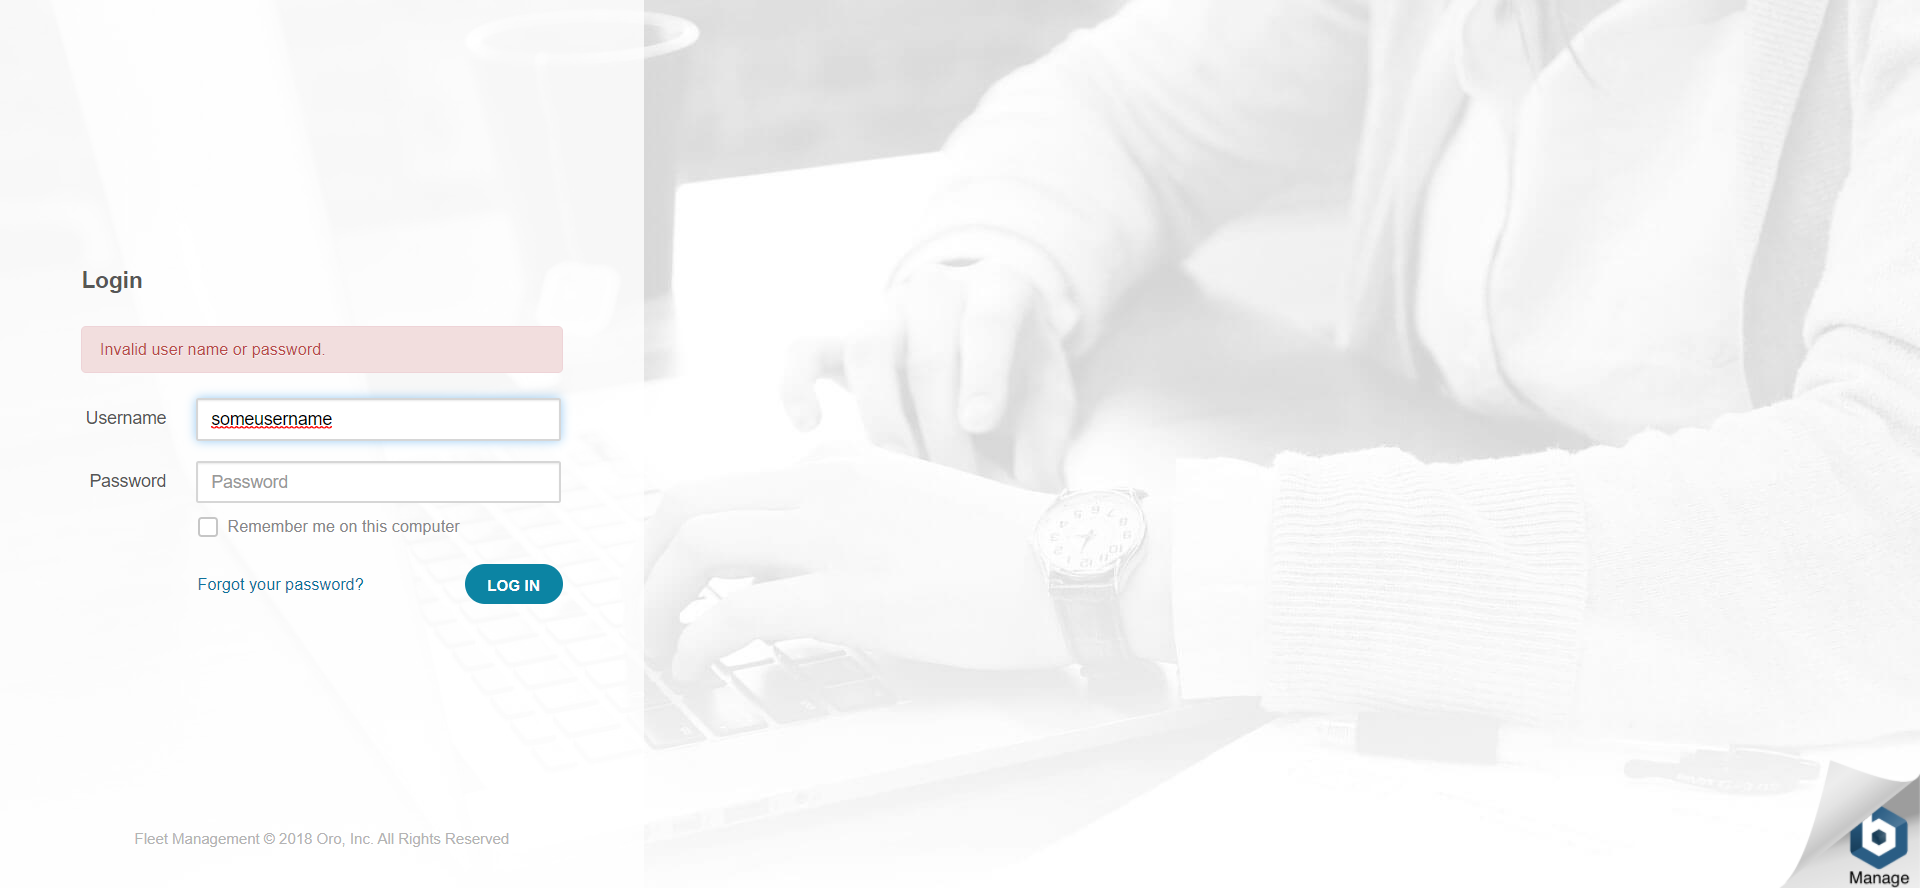 Login
Invalid user name or password.
Username
someusername
Password
Password
Remember me on this computer
Forgot your password?
LOG IN
Fleet Management © 2018 Oro, Inc. All Rights Reserved
Manage